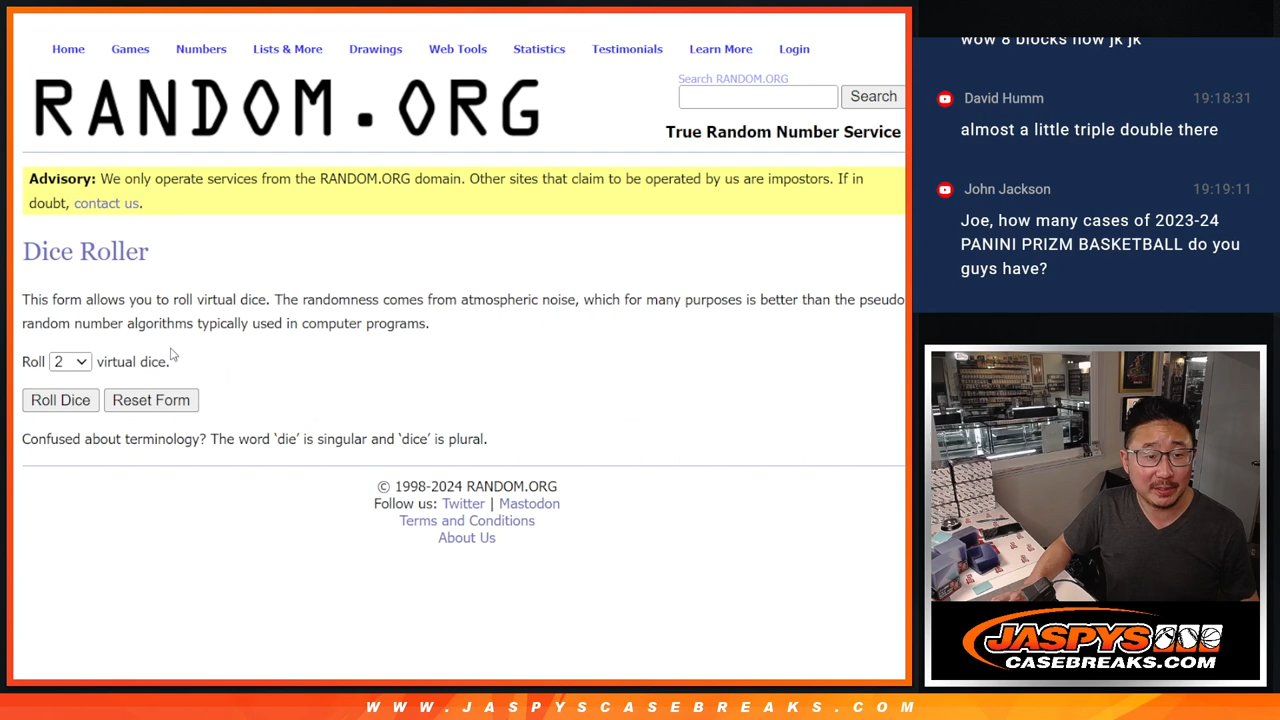 Home Games Numbers Lists & More Drawings Web Tools Statistics Testimonials Learn More Login
RANDOM.ORG
Search RANDOM.ORG
Search
True Random Number Service
Advisory: We only operate services from the RANDOM.ORG domain. Other sites that claim to be operated by us are impostors. If in
doubt, contact us.
Dice Roller
This form allows you to roll virtual dice. The randomness comes from atmospheric noise, which for many purposes is better than the pseudo
random number algorithms typically used in computer programs.
Roll 2 virtual dice.
Roll Dice Reset Form
Confused about terminology? The word ‘die’ is singular and ‘dice’ is plural.
© 1998-2024 RANDOM.ORG
Follow us: Twitter | Mastodon
Terms and Conditions
About Us
wow 8 blocks now jk jk
David Humm 19:18:31
almost a little triple double there
John Jackson 19:19:11
Joe, how many cases of 2023-24
PANINI PRIZM BASKETBALL do you
guys have?
JASPYS
CASEBREAKS.COM
WWW.JASPYSCASEBREAKS.COM